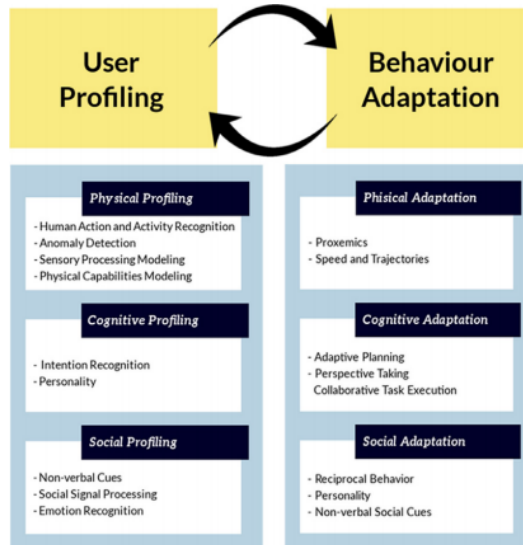 User
Profiling
Behaviour
Adaptation
Physical Profiling
- Human Action and Activity Recognition
- Anomaly Detection
- Sensory Processing Modeling
- Physical Capabilities Modeling
Cognitive Profiling
- Intention Recognition
- Personality
Social Profiling
- Non-verbal Cues
- Social Signal Processing
- Emotion Recognition
Phisical Adaptation
- Proxemics
- Speed and Trajectories
Cognitive Adaptation
- Adaptive Planning
- Perspective Taking
Collaborative Task Execution
Social Adaptation
- Reciprocal Behavior
- Personality
- Non-verbal Social Cues